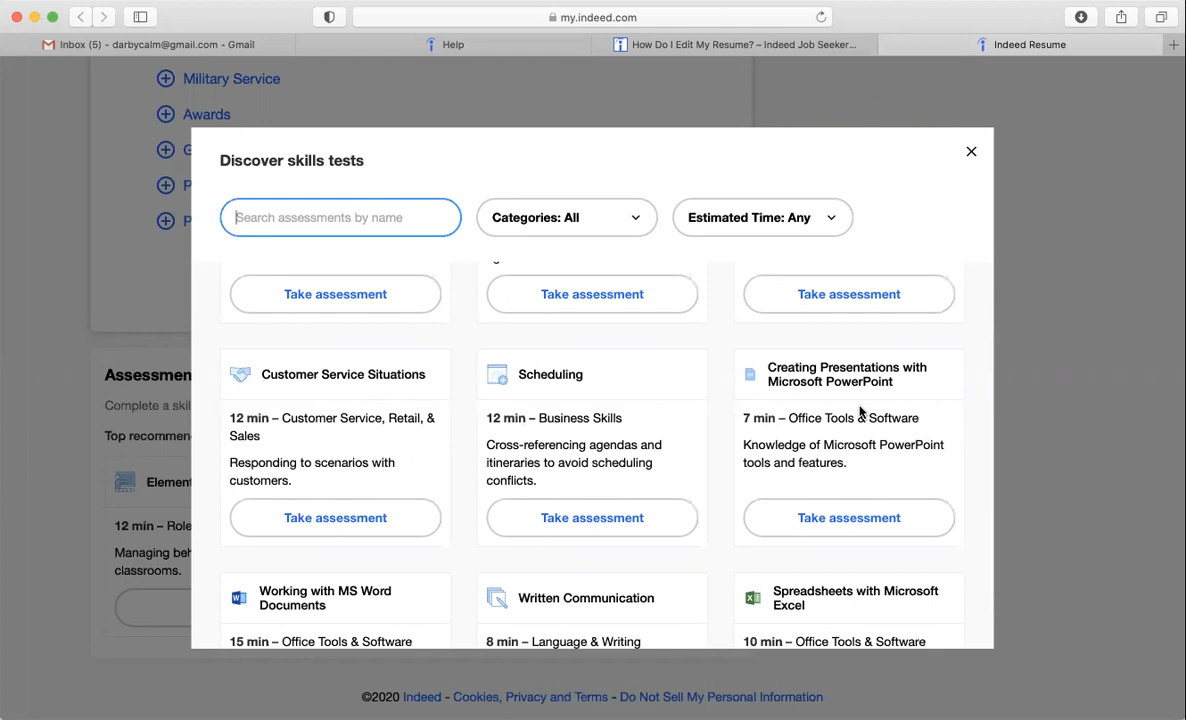 my.indeed.com
Inbox (5) - darbycalm@gmail.com - Gmail
Help
How Do I Edit My Resume? – Indeed Job Seeker...
Indeed Resume
Military Service
Awards
G
P
P
Discover skills tests
Search assessments by name
Categories: All
Estimated Time: Any
Take assessment
Take assessment
Take assessment
Customer Service Situations
12 min – Customer Service, Retail, &
Sales
Responding to scenarios with
customers.
Take assessment
Scheduling
12 min – Business Skills
Cross-referencing agendas and
itineraries to avoid scheduling
conflicts.
Take assessment
Creating Presentations with
Microsoft PowerPoint
7 min – Office Tools & Software
Knowledge of Microsoft PowerPoint
tools and features.
Take assessment
Working with MS Word
Documents
15 min – Office Tools & Software
Written Communication
8 min – Language & Writing
Spreadsheets with Microsoft
Excel
10 min – Office Tools & Software
Assessmen
Complete a skil
Top recommen
Elemen
12 min – Role
Managing beh
classrooms.
©2020 Indeed - Cookies, Privacy and Terms - Do Not Sell My Personal Information